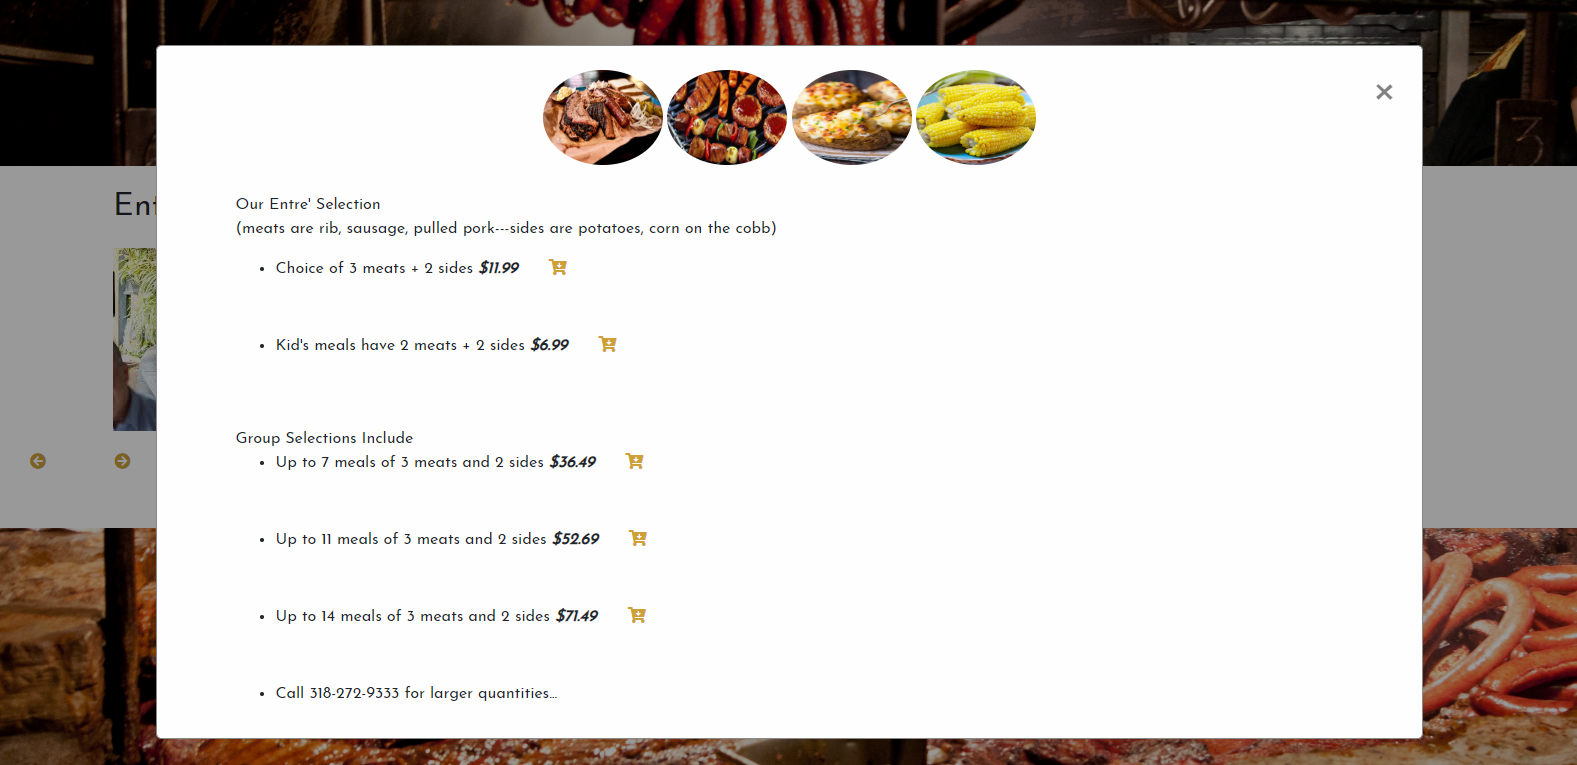 Our Entre' Selection
(meats are rib, sausage, pulled pork---sides are potatoes, corn on the cobb)
Choice of 3 meats + 2 sides $11.99
Kid's meals have 2 meats + 2 sides $6.99
Group Selections Include
Up to 7 meals of 3 meats and 2 sides $36.49
Up to 11 meals of 3 meats and 2 sides $52.69
Up to 14 meals of 3 meats and 2 sides $71.49
Call 318-272-9333 for larger quantities...
3